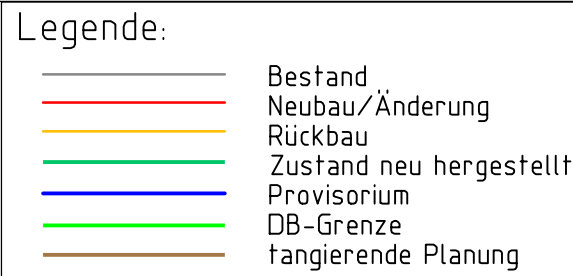 Legende:
Bestand
Neubau/Änderung
Rückbau
Zustand neu hergestellt
Provisorium
DB-Grenze
tangierende Planung